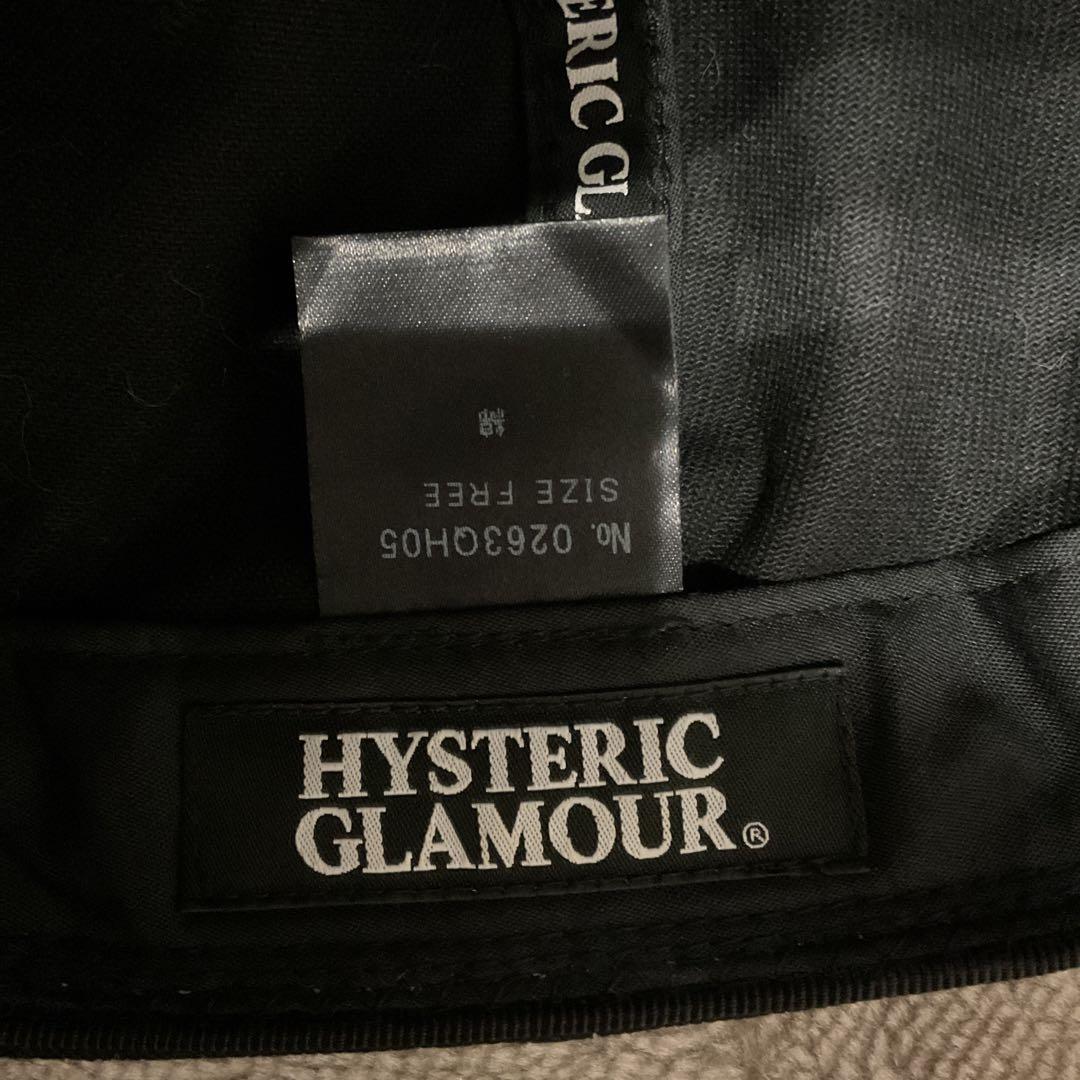 ERIC GL
No. 0263QH05
SIZE FREE
HYSTERIC
GLAMOUR®